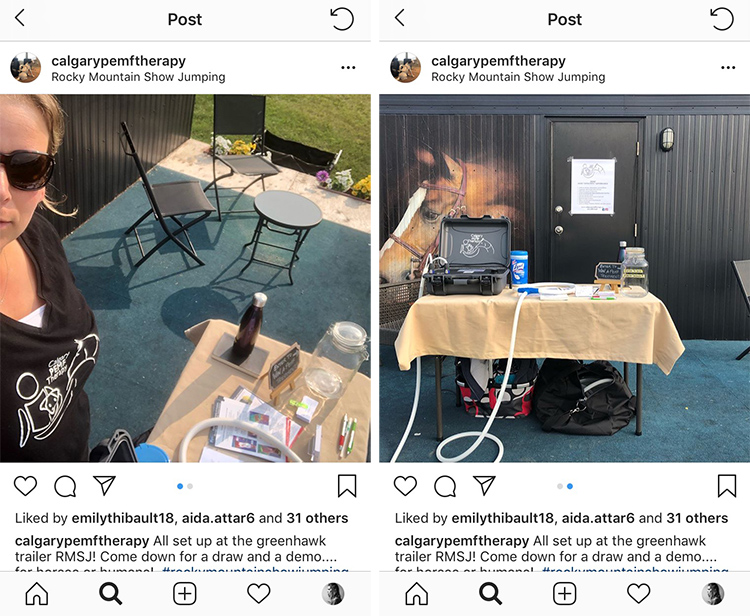 Post
calgarypemftherapy
Rocky Mountain Show Jumping
Calgary
PEMF
THERAPY
Liked by emilythibault18, aida.attar6 and 31 others
calgarypemftherapy All set up at the greenhawk
trailer RMSJ! Come down for a draw and a demo....
for horses or humans! #rockymountainshowjumping
Post
calgarypemftherapy
Rocky Mountain Show Jumping
Liked by emilythibault18, aida.attar6 and 31 others
calgarypemftherapy All set up at the greenhawk
trailer RMSJ! Come down for a draw and a demo....
for horses or humans! #rockymountainshowjumping